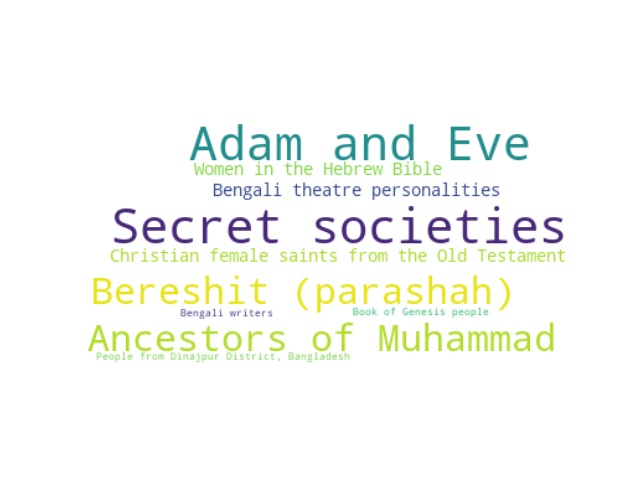 Adam and Eve
Women in the Hebrew Bible
Bengali theatre personalities
Secret societies
Christian female saints from the Old Testament
Bereshit (parashah)
Bengali writers
Book of Genesis people
Ancestors of Muhammad
People from Dinajpur District, Bangladesh